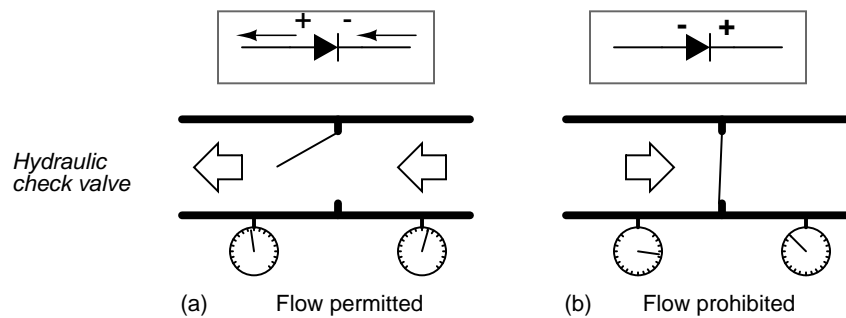 + -
- +
Hydraulic
check valve
(a) Flow permitted
(b) Flow prohibited